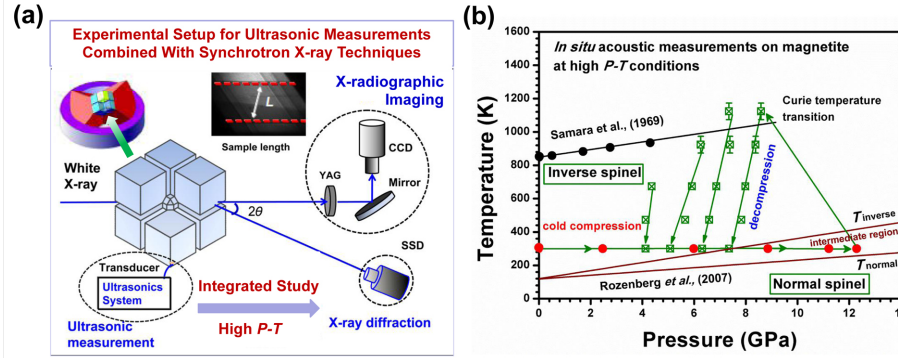 (a)
Experimental Setup for Ultrasonic Measurements
Combined With Synchrotron X-ray Techniques
X-radiographic
Imaging
L
Sample length
CCD
White
X-ray
YAG
Mirror
2θ
SSD
Transducer
Ultrasonics
System
Integrated Study
High P-T
Ultrasonic
measurement
X-ray diffraction
(b)
Temperature (K)
1600
1400
1200
1000
800
600
400
200
0
In situ acoustic measurements on magnetite
at high P-T conditions
Curie temperature
transition
Samara et al., (1969)
Inverse spinel
decompression
cold compression
Tinverse
intermediate region
Tnormal
Rozenberg et al., (2007)
Normal spinel
0 2 4 6 8 10 12 14
Pressure (GPa)